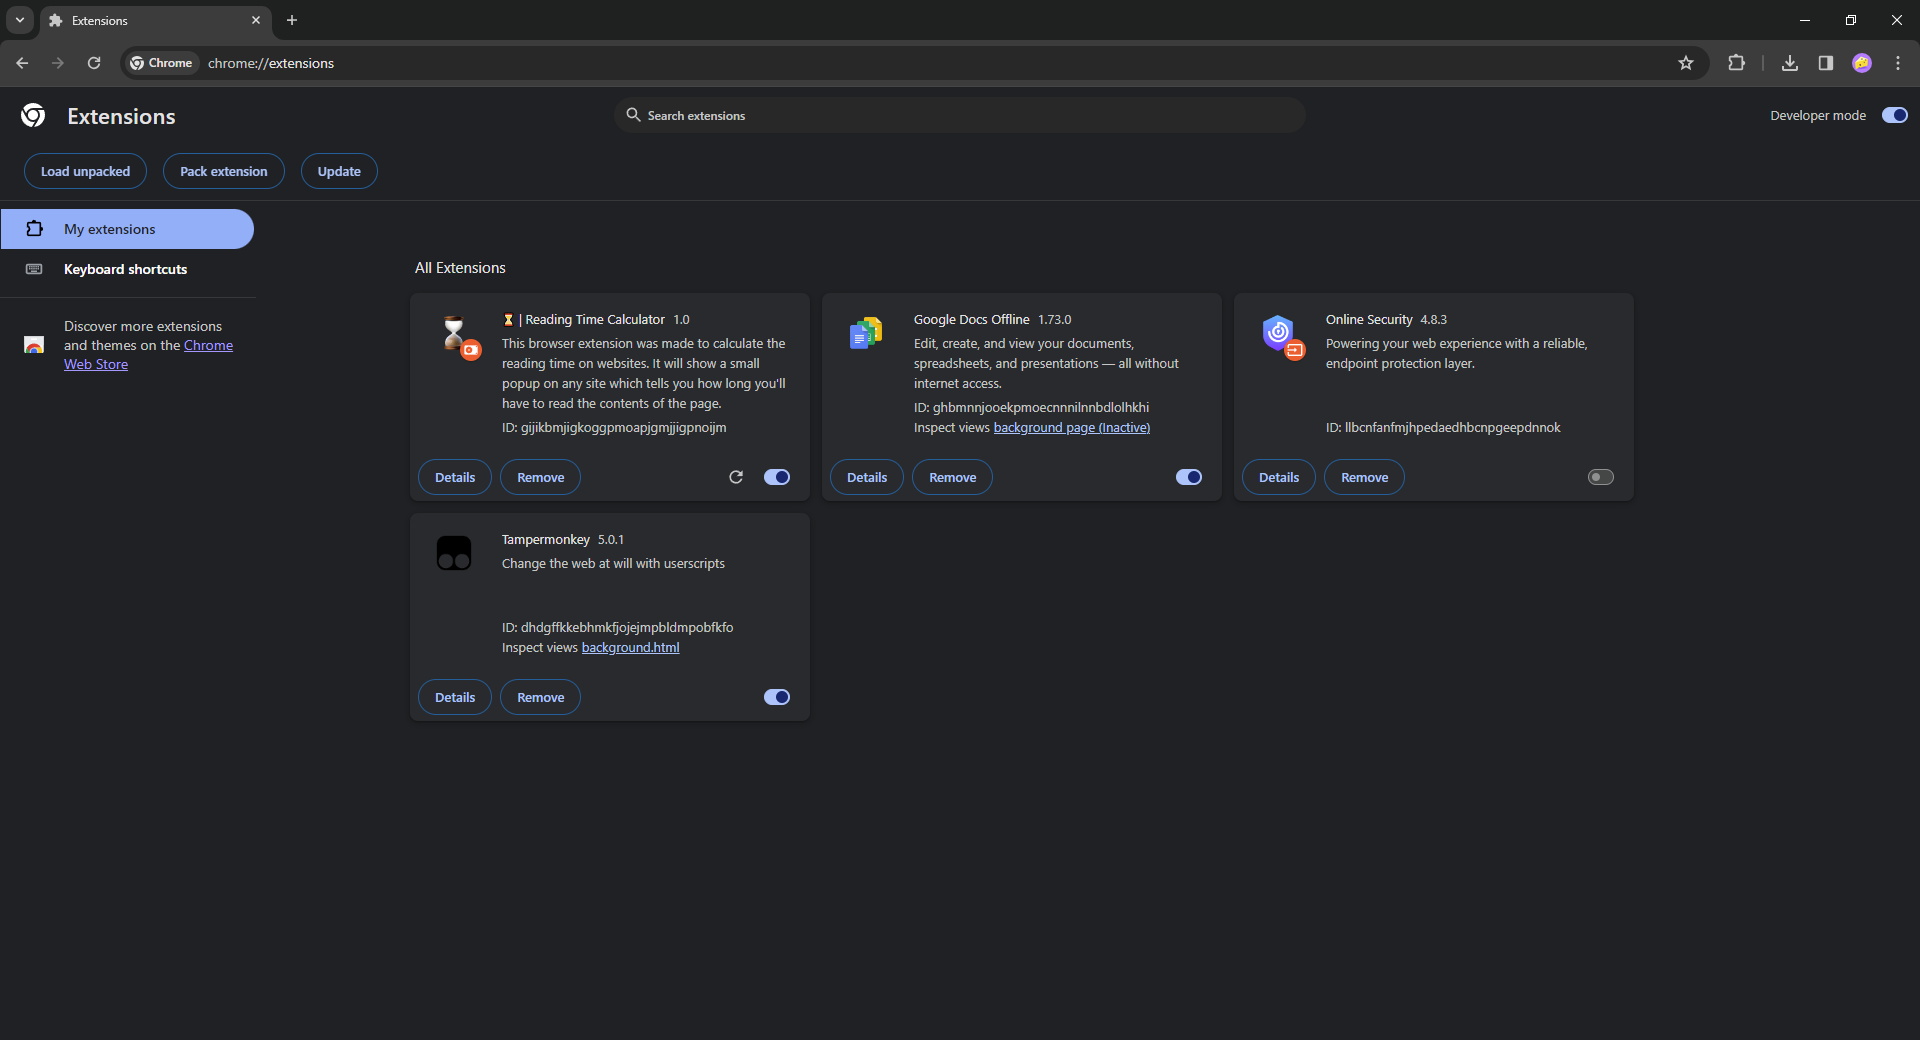 Extensions
Chrome
chrome://extensions
Extensions
Search extensions
Developer mode
Load unpacked
Pack extension
Update
My extensions
Keyboard shortcuts
Discover more extensions
and themes on the Chrome
Web Store
All Extensions
⏳ | Reading Time Calculator 1.0
This browser extension was made to calculate the
reading time on websites. It will show a small
popup on any site which tells you how long you'll
have to read the contents of the page.
ID: gijikbmjigkoggpmoapjgmjjigpnoijm
Details
Remove
Google Docs Offline 1.73.0
Edit, create, and view your documents,
spreadsheets, and presentations — all without
internet access.
ID: ghbmnnjooekpmoecnnnilnnbdlolhkhi
Inspect views background page (Inactive)
Details
Remove
Online Security 4.8.3
Powering your web experience with a reliable,
endpoint protection layer.
ID: llbcnfanfmjhpedaedhbcnpgeepdnnok
Details
Remove
Tampermonkey 5.0.1
Change the web at will with userscripts
ID: dhdgffkkebhmkfjojejmpbldmpobfkfo
Inspect views background.html
Details
Remove